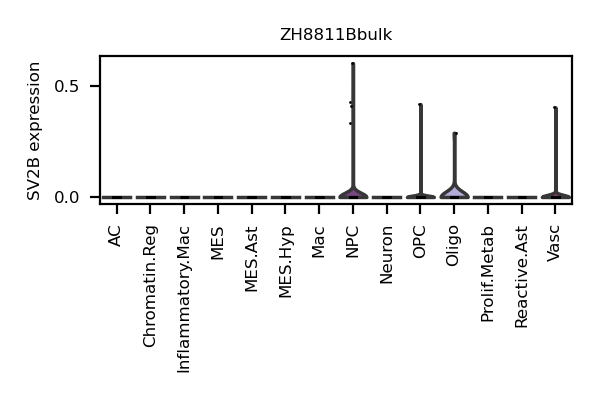 ZH8811Bbulk
SV2B expression
0.5
0.0
AC
Chromatin.Reg
Inflammatory.Mac
MES
MES.Ast
MES.Hyp
Mac
NPC
Neuron
OPC
Oligo
Prolif.Metab
Reactive.Ast
Vasc